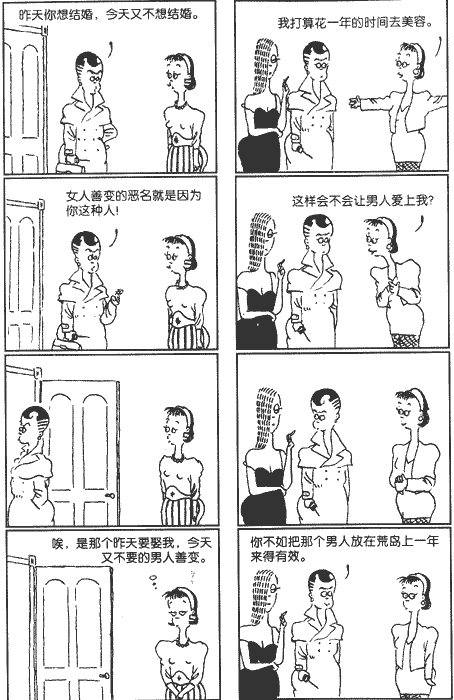 昨天你想结婚，今天又不想结婚。
女人善变的恶名就是因为
你这种人!
唉，是那个昨天要娶我，今天
又不要的男人善变。
我打算花一年的时间去美容。
这样会不会让男人爱上我?
你不如把那个男人放在荒岛上一年
来得有效。